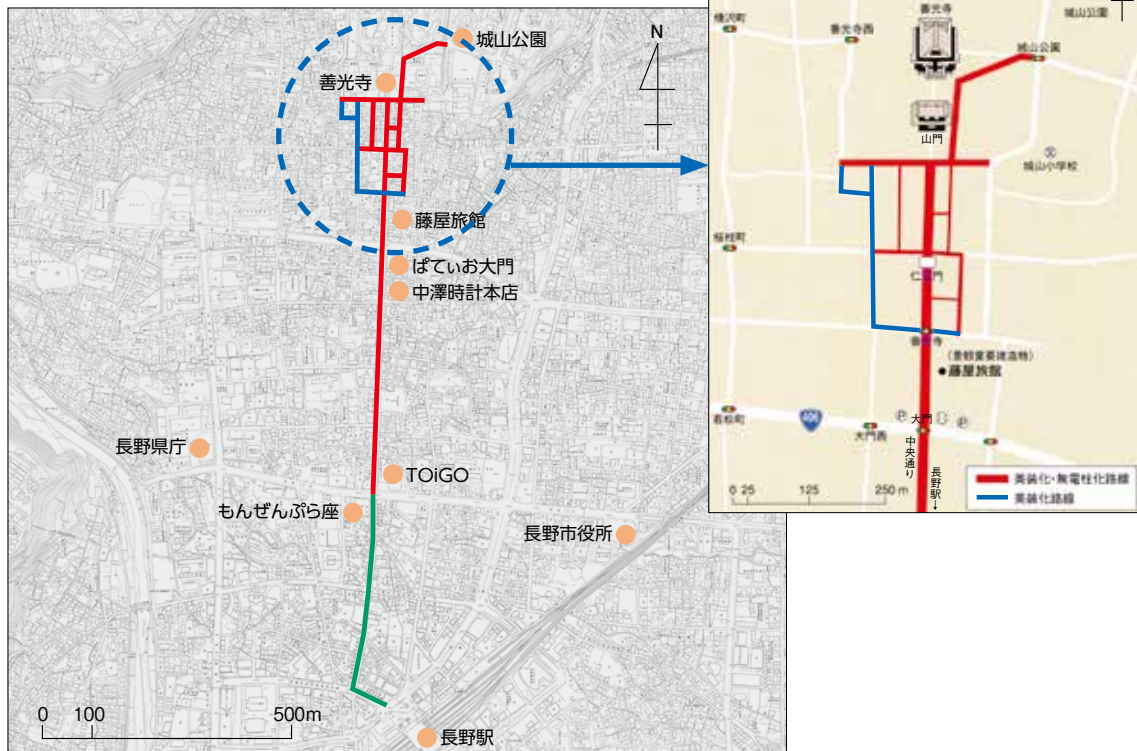 城山公園
N
善光寺
藤屋旅館
ぱてぃお大門
中澤時計本店
長野県庁
TOiGO
もんぜんぷら座
長野市役所
0 100 500m
長野駅
善光寺
善光寺西
城山公園
城山公園
山門
城山小学校
桜枝町
善光寺
(景観重要建造物)
●藤屋旅館
若松町
406
P
大門
P
大門西
中央通り
長野駅↓
0 25 125 250 m
美装化・無電柱化路線
美装化路線